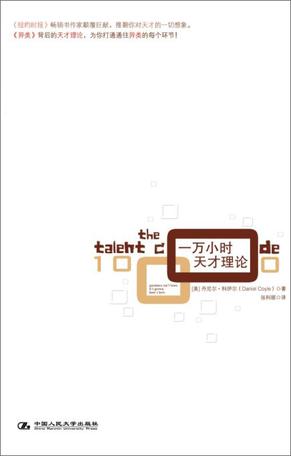 《纽约时报》畅销书作家颠覆巨献，推翻你对天才的一切想象。
《异类》背后的天才理论，为你打通通往异类的每个环节！
the
talent c de
一万小时
天才理论
10 0
[美] 丹尼尔·科伊尔（Daniel Coyle）著
张科丽 译
中国人民大学出版社
China Renmin University Press